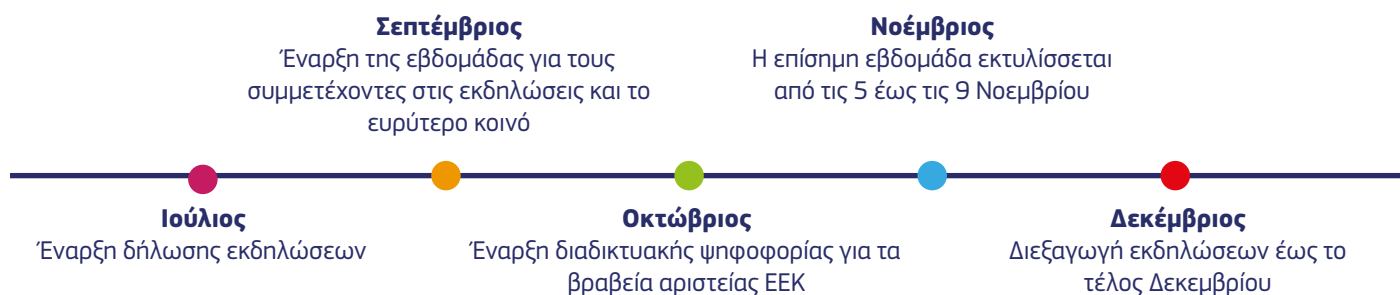 Σεπτέμβριος
Έναρξη της εβδομάδας για τους
συμμετέχοντες στις εκδηλώσεις και το
ευρύτερο κοινό
Νοέμβριος
Η επίσημη εβδομάδα εκτυλίσσεται
από τις 5 έως τις 9 Νοεμβρίου
Ιούλιος
Έναρξη δήλωσης εκδηλώσεων
Οκτώβριος
Έναρξη διαδικτυακής ψηφοφορίας για τα
βραβεία αριστείας ΕΕΚ
Δεκέμβριος
Διεξαγωγή εκδηλώσεων έως το
τέλος Δεκεμβρίου